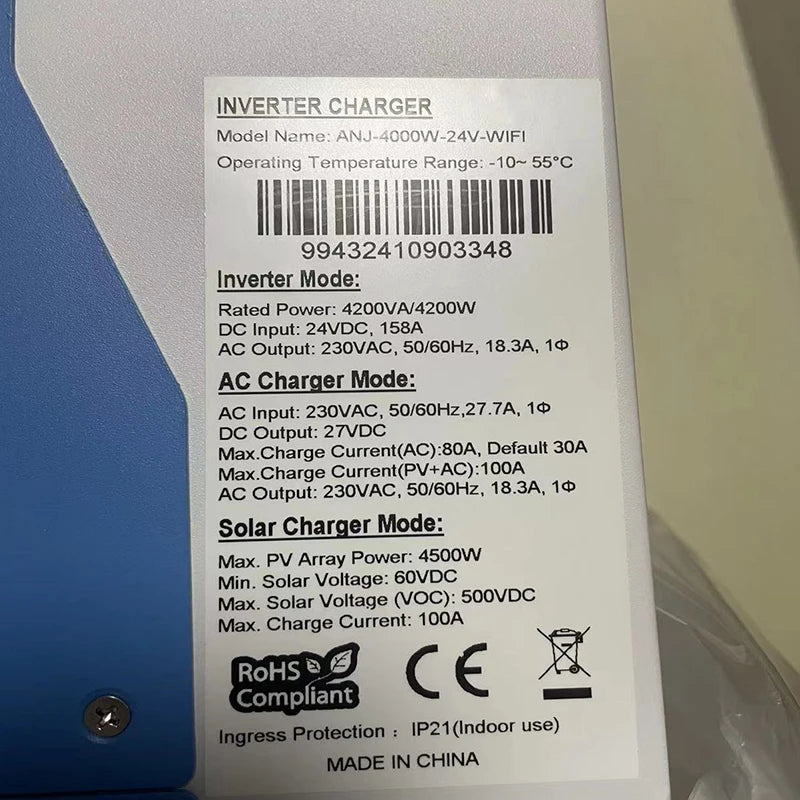 INVERTER CHARGER
Model Name: ANJ-4000W-24V-WIFI
Operating Temperature Range: -10~ 55°C
99432410903348
Inverter Mode:
Rated Power: 4200VA/4200W
DC Input: 24VDC, 158A
AC Output: 230VAC, 50/60Hz, 18.3A, 1Φ
AC Charger Mode:
AC Input: 230VAC, 50/60Hz,27.7A, 1Φ
DC Output: 27VDC
Max.Charge Current(AC):80A, Default 30A
Max.Charge Current(PV+AC):100A
AC Output: 230VAC, 50/60Hz, 18.3A, 1Φ
Solar Charger Mode:
Max. PV Array Power: 4500W
Min. Solar Voltage: 60VDC
Max. Solar Voltage (VOC): 500VDC
Max. Charge Current: 100A
RoHS
Compliant
CE
Ingress Protection : IP21(Indoor use)
MADE IN CHINA